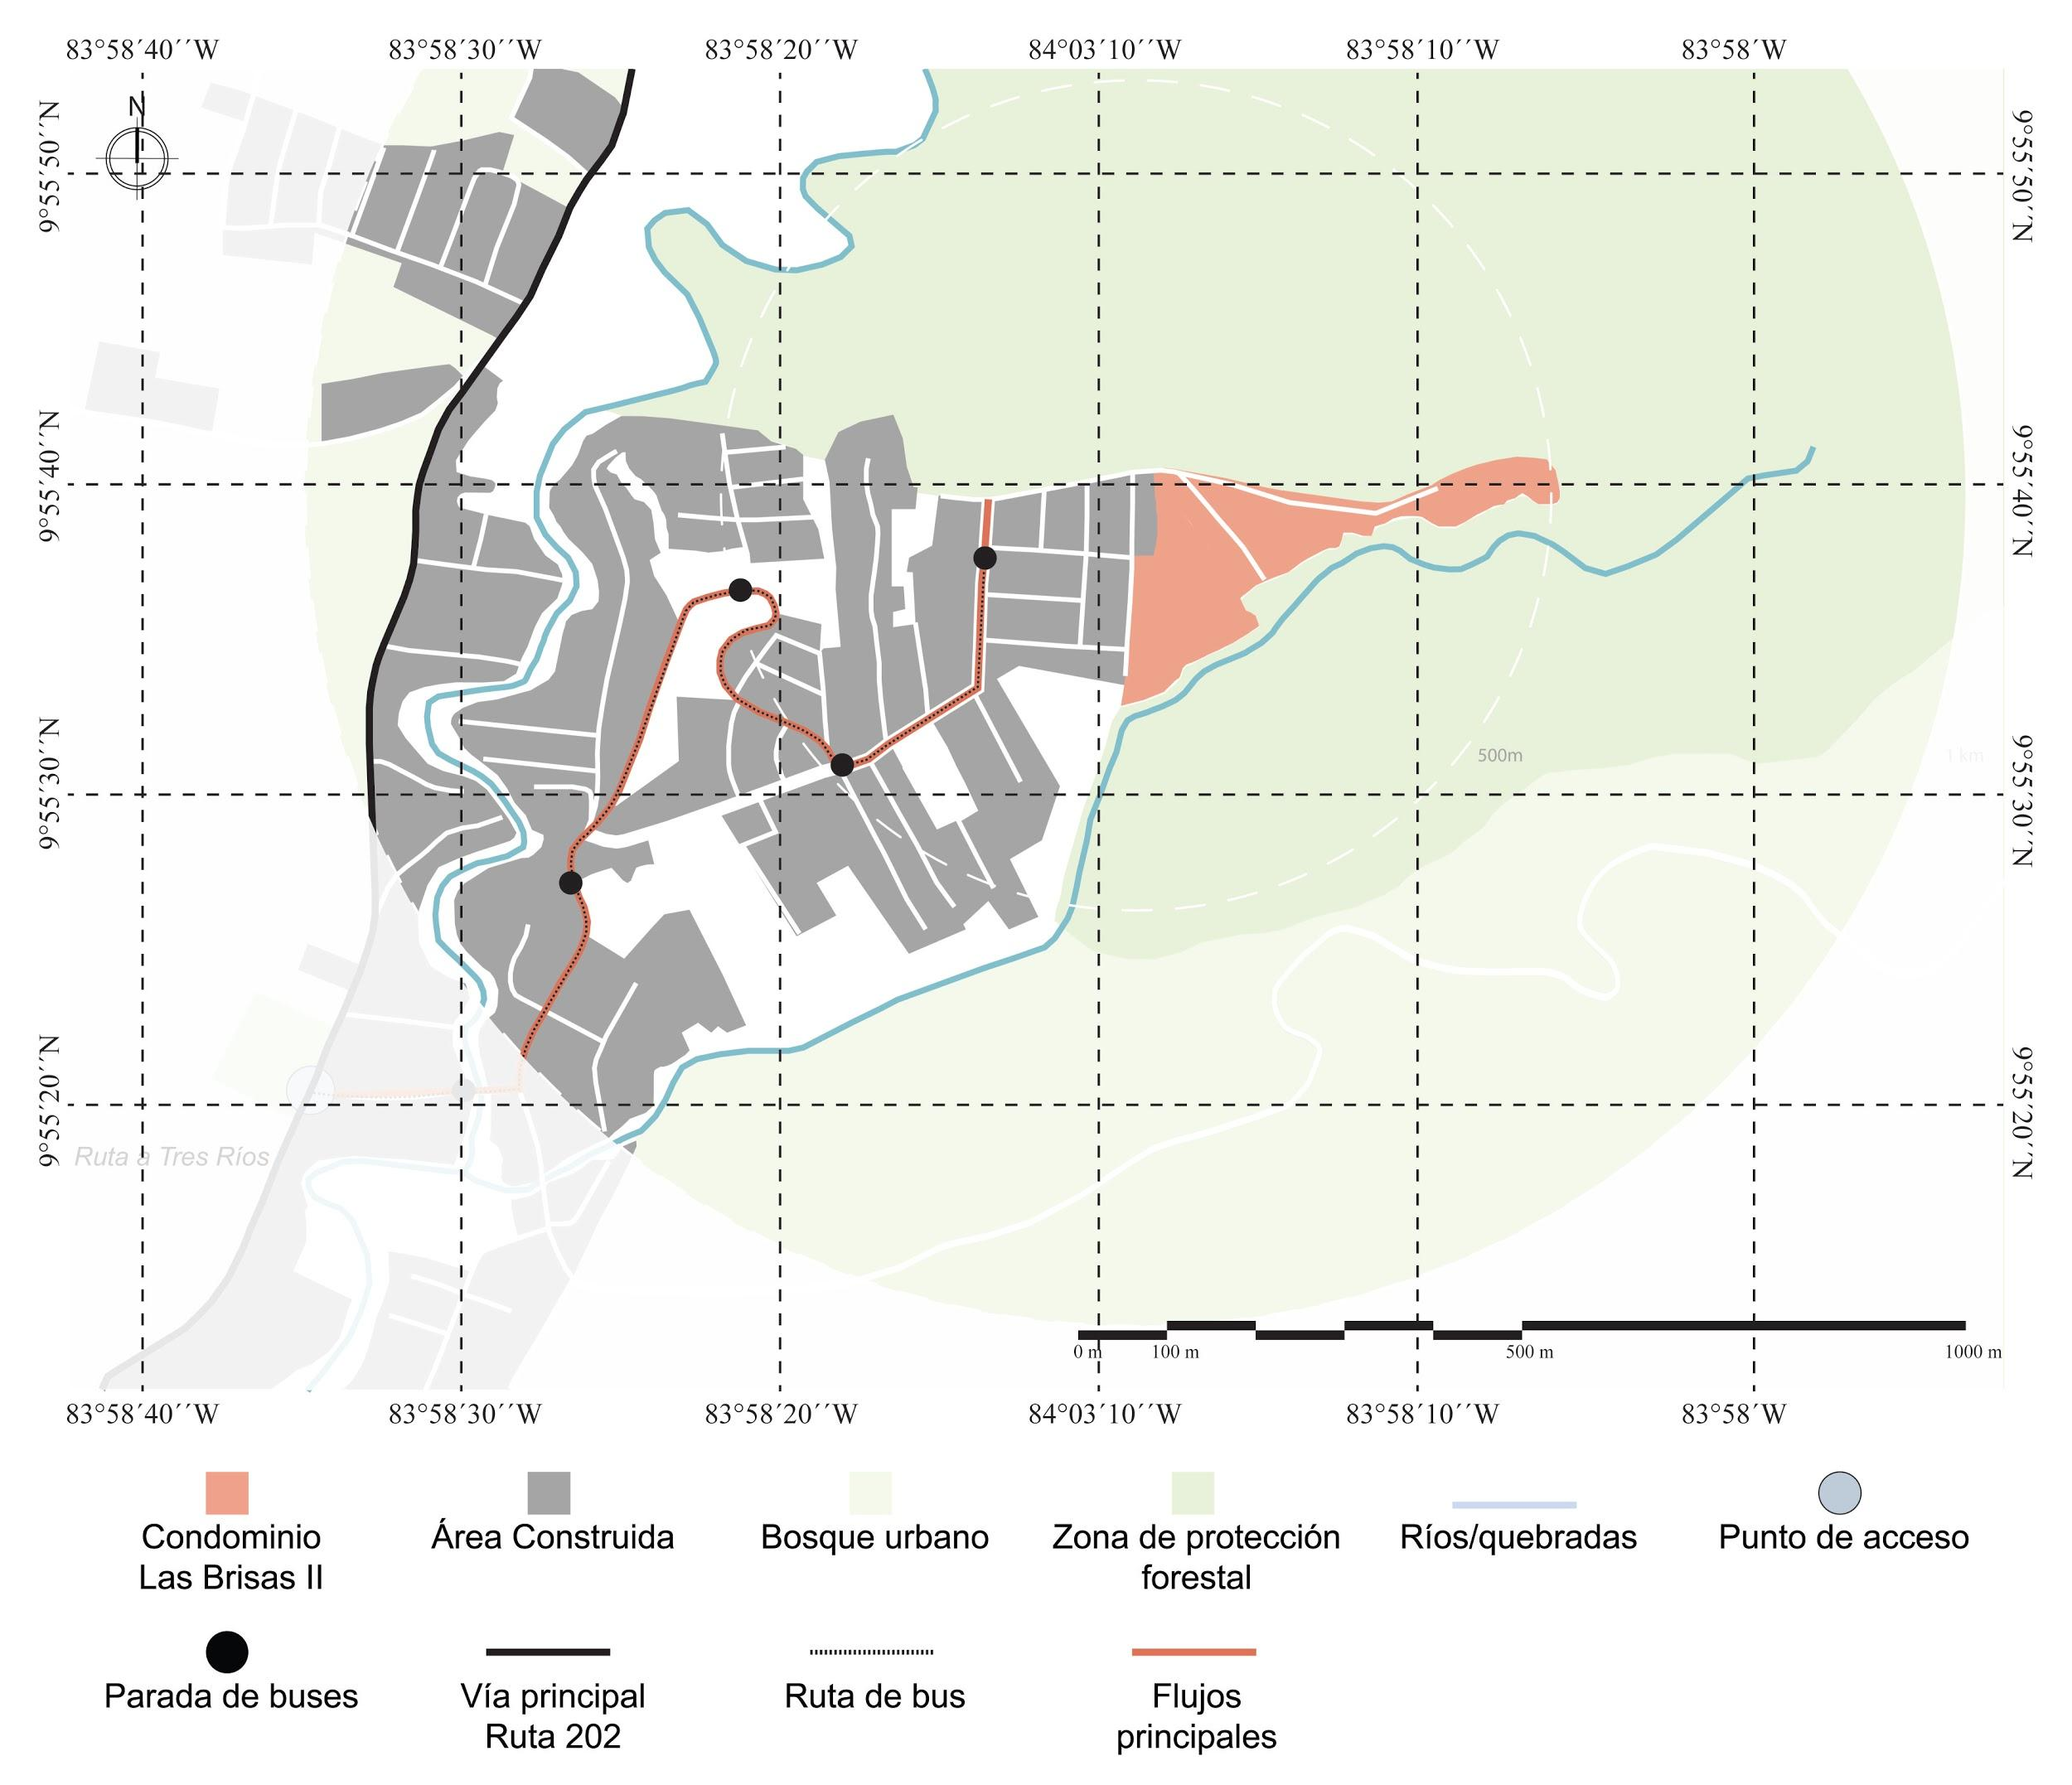 83°58´40´´W 83°58´30´´W 83°58´20´´W 84°03´10´´W 83°58´10´´W 83°58´W
N
9°55´50´´N
9°55´50´´N
9°55´40´´N
9°55´40´´N
9°55´30´´N
9°55´30´´N
500m
1 km
9°55´20´´N
9°55´20´´N
Ruta a Tres Ríos
0 m 100 m 500 m 1000 m
83°58´40´´W 83°58´30´´W 83°58´20´´W 84°03´10´´W 83°58´10´´W 83°58´W
Condominio
Las Brisas II
Área Construida
Bosque urbano
Zona de protección
forestal
Ríos/quebradas
Punto de acceso
Parada de buses
Vía principal
Ruta 202
Ruta de bus
Flujos
principales